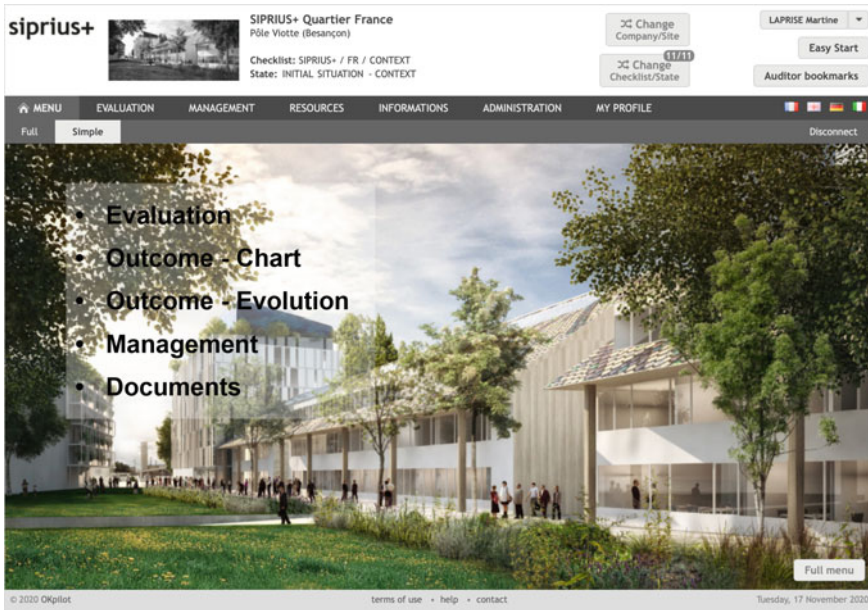 siprius+
SIPRIUS+ Quartier France
Pôle Viotte (Besançon)
Checklist: SIPRIUS+ / FR / CONTEXT
State: INITIAL SITUATION - CONTEXT
Change
Company/Site
11/11
Change
Checklist/State
LAPRISE Martine
Easy Start
Auditor bookmarks
MENU EVALUATION MANAGEMENT RESOURCES INFORMATIONS ADMINISTRATION MY PROFILE
Full Simple Disconnect
• Evaluation
• Outcome - Chart
• Outcome - Evolution
• Management
• Documents
Full menu
© 2020 OKpilot terms of use • help • contact Tuesday, 17 November 2020